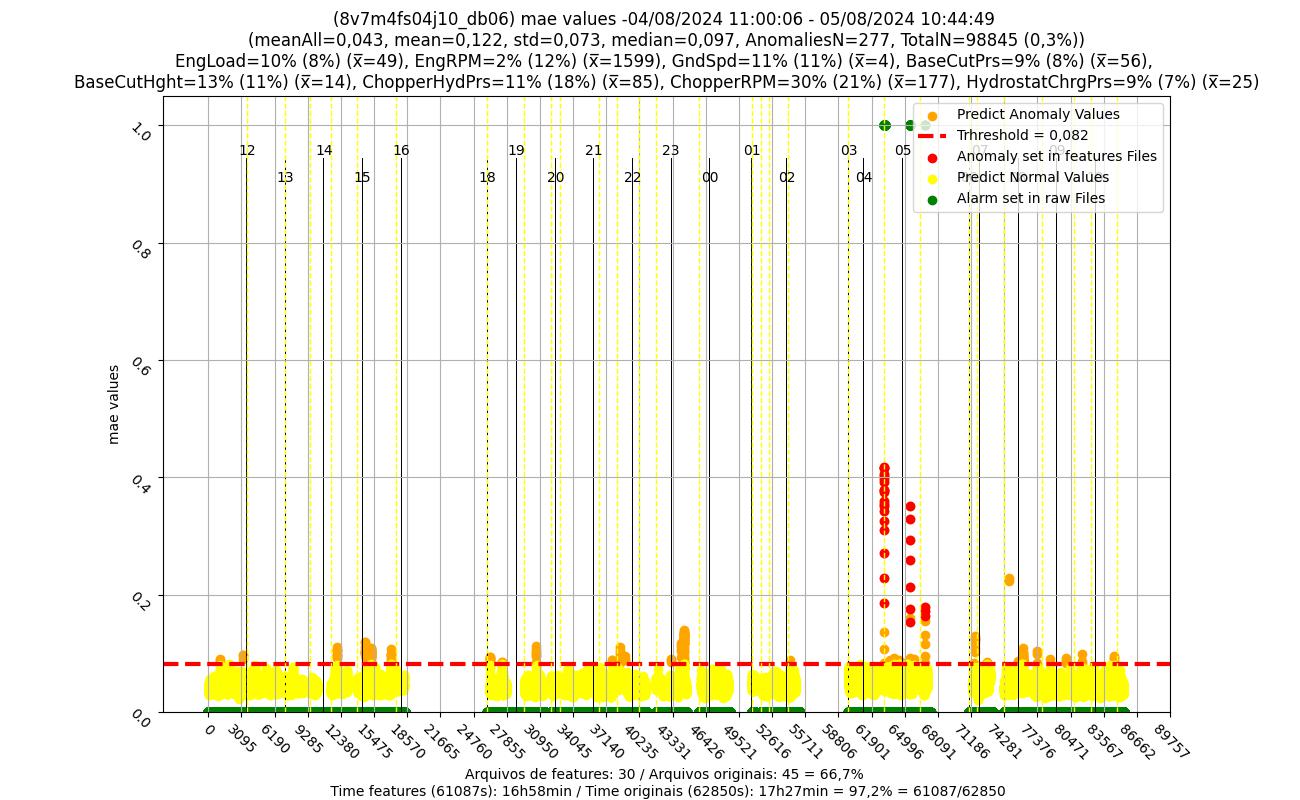 (8v7m4fs04j10_db06) mae values -04/08/2024 11:00:06 - 05/08/2024 10:44:49
(meanAll=0,043, mean=0,122, std=0,073, median=0,097, AnomaliesN=277, TotalN=98845 (0,3%))
EngLoad=10% (8%) (x̅=49), EngRPM=2% (12%) (x̅=1599), GndSpd=11% (11%) (x̅=4), BaseCutPrs=9% (8%) (x̅=56),
BaseCutHght=13% (11%) (x̅=14), ChopperHydPrs=11% (18%) (x̅=85), ChopperRPM=30% (21%) (x̅=177), HydrostatChrgPrs=9% (7%) (x̅=25)
Predict Anomaly Values
Trhreshold = 0,082
Anomaly set in features Files
Predict Normal Values
Alarm set in raw Files
12 14 16 19 21 23 01 03 05 07 09
13 15 18 20 22 00 02 04
1.0
0.8
0.6
0.4
0.2
0.0
mae values
0 3095 6190 9285 12380 15475 18570 21665 24760 27855 30950 34045 37140 40235 43331 46426 49521 52616 55711 58806 61901 64996 68091 71186 74281 77376 80471 83567 86662 89757
Arquivos de features: 30 / Arquivos originais: 45 = 66,7%
Time features (61087s): 16h58min / Time originais (62850s): 17h27min = 97,2% = 61087/62850